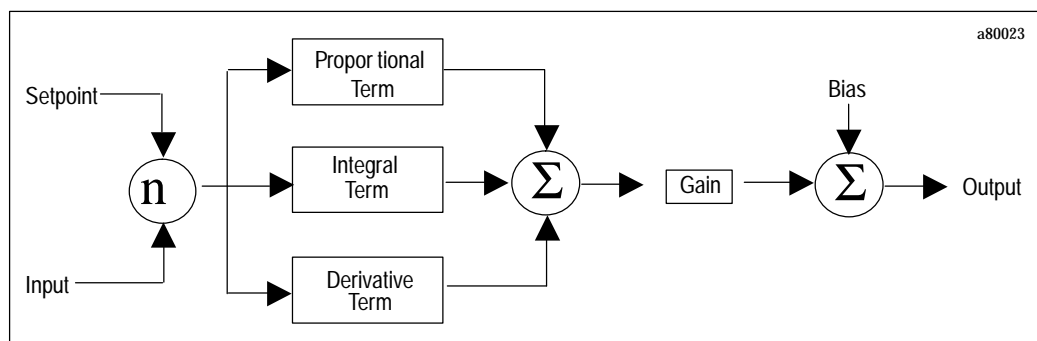 a80023
Propor tional
Term
Setpoint
Bias
n
Integral
Term
Σ
Gain
Σ
Output
Input
Derivative
Term